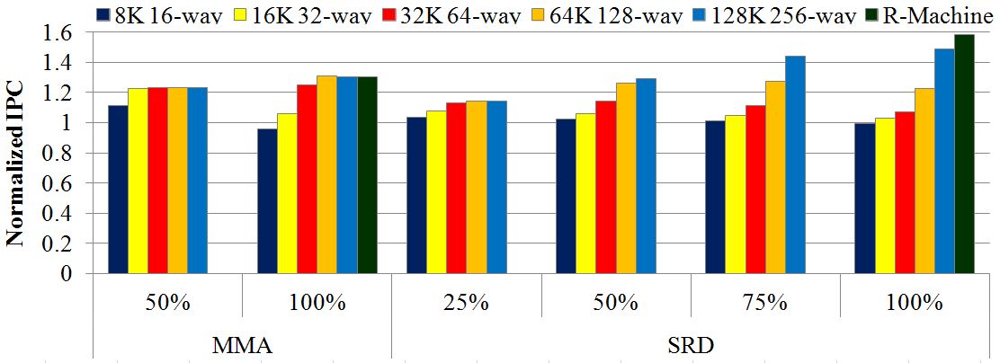 8K 16-way 16K 32-way 32K 64-way 64K 128-way 128K 256-way R-Machine
Normalized IPC
1.6
1.4
1.2
1
0.8
0.6
0.4
0.2
0
50% 100% 25% 50% 75% 100%
MMA SRD